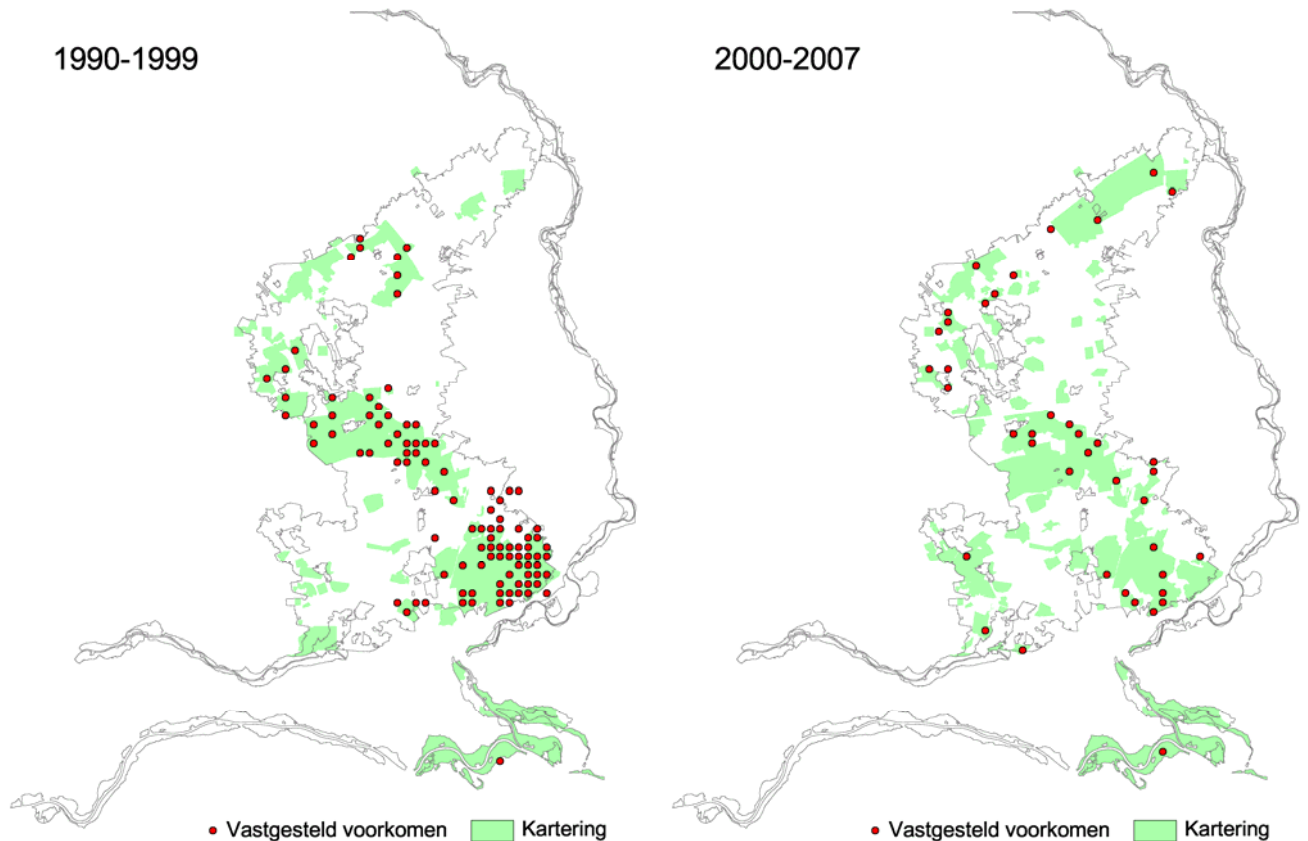 1990-1999
2000-2007
Vastgesteld voorkomen
Kartering
Vastgesteld voorkomen
Kartering